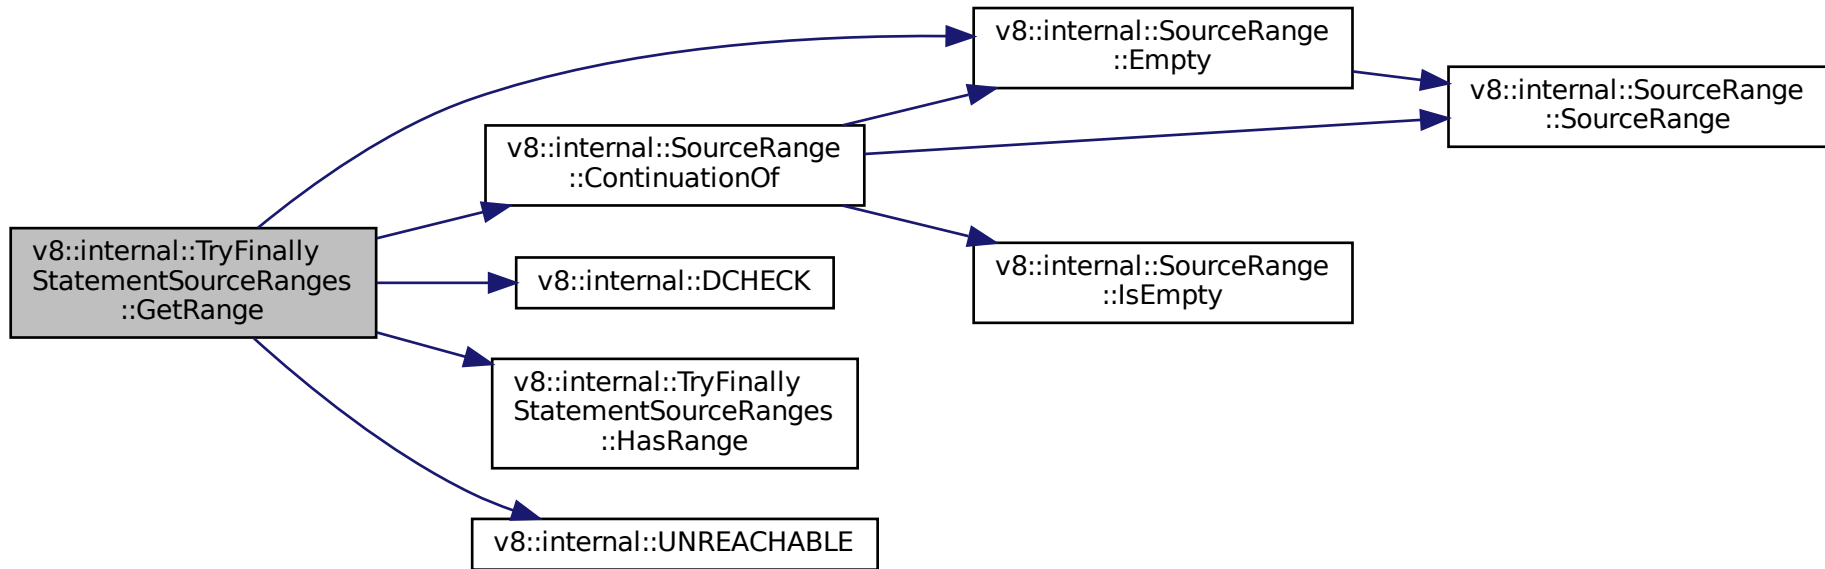 v8::internal::TryFinally
StatementSourceRanges
::GetRange
v8::internal::SourceRange
::ContinuationOf
v8::internal::DCHECK
v8::internal::TryFinally
StatementSourceRanges
::HasRange
v8::internal::UNREACHABLE
v8::internal::SourceRange
::Empty
v8::internal::SourceRange
::IsEmpty
v8::internal::SourceRange
::SourceRange